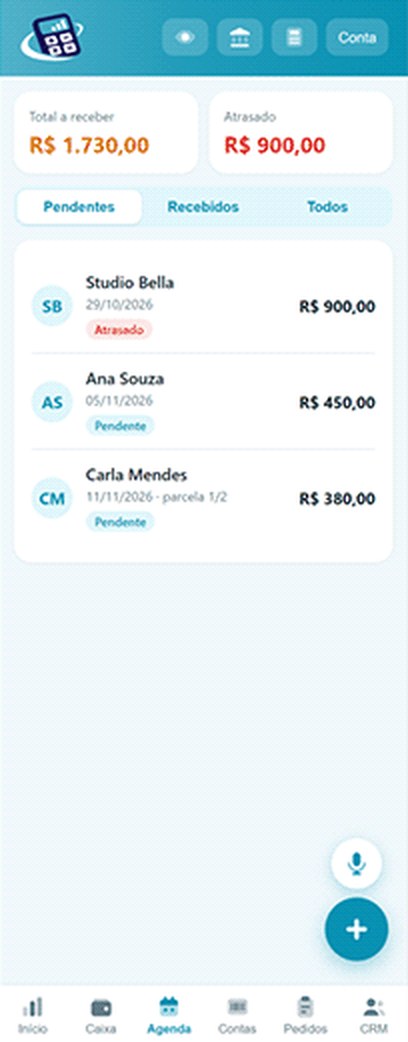 Conta
Total a receber
R$ 1.730,00
Atrasado
R$ 900,00
Pendentes
Recebidos
Todos
SB
Studio Bella
29/10/2026
Atrasado
R$ 900,00
AS
Ana Souza
05/11/2026
Pendente
R$ 450,00
CM
Carla Mendes
11/11/2026 · parcela 1/2
Pendente
R$ 380,00
Início
Caixa
Agenda
Contas
Pedidos
CRM